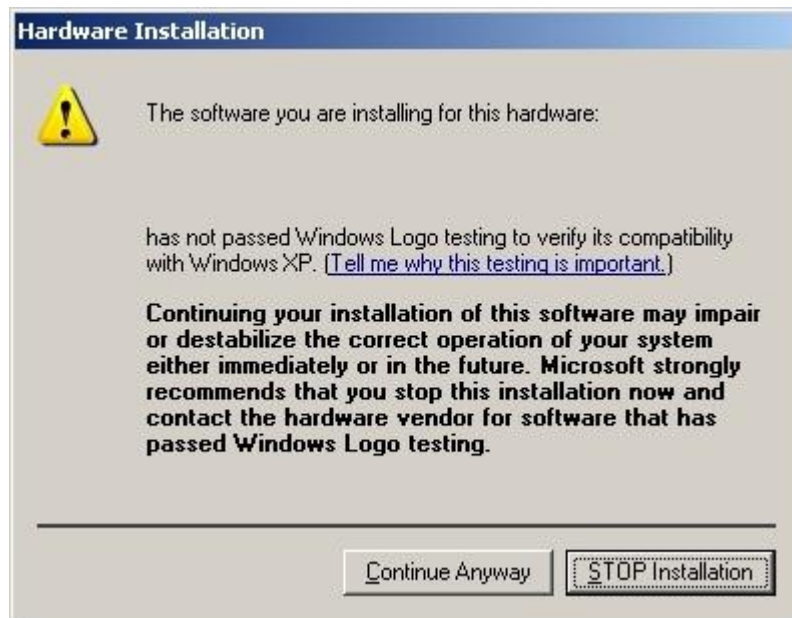 Hardware Installation
The software you are installing for this hardware:
has not passed Windows Logo testing to verify its compatibility
with Windows XP. (Tell me why this testing is important.)
Continuing your installation of this software may impair
or destabilize the correct operation of your system
either immediately or in the future. Microsoft strongly
recommends that you stop this installation now and
contact the hardware vendor for software that has
passed Windows Logo testing.
Continue Anyway
STOP Installation